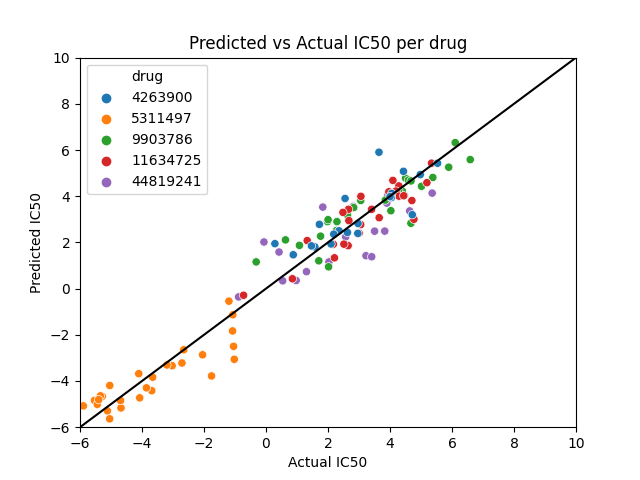 Predicted vs Actual IC50 per drug
drug
4263900
5311497
9903786
11634725
44819241
Predicted IC50
10
8
6
4
2
0
−2
−4
−6
−6 −4 −2 0 2 4 6 8 10
Actual IC50